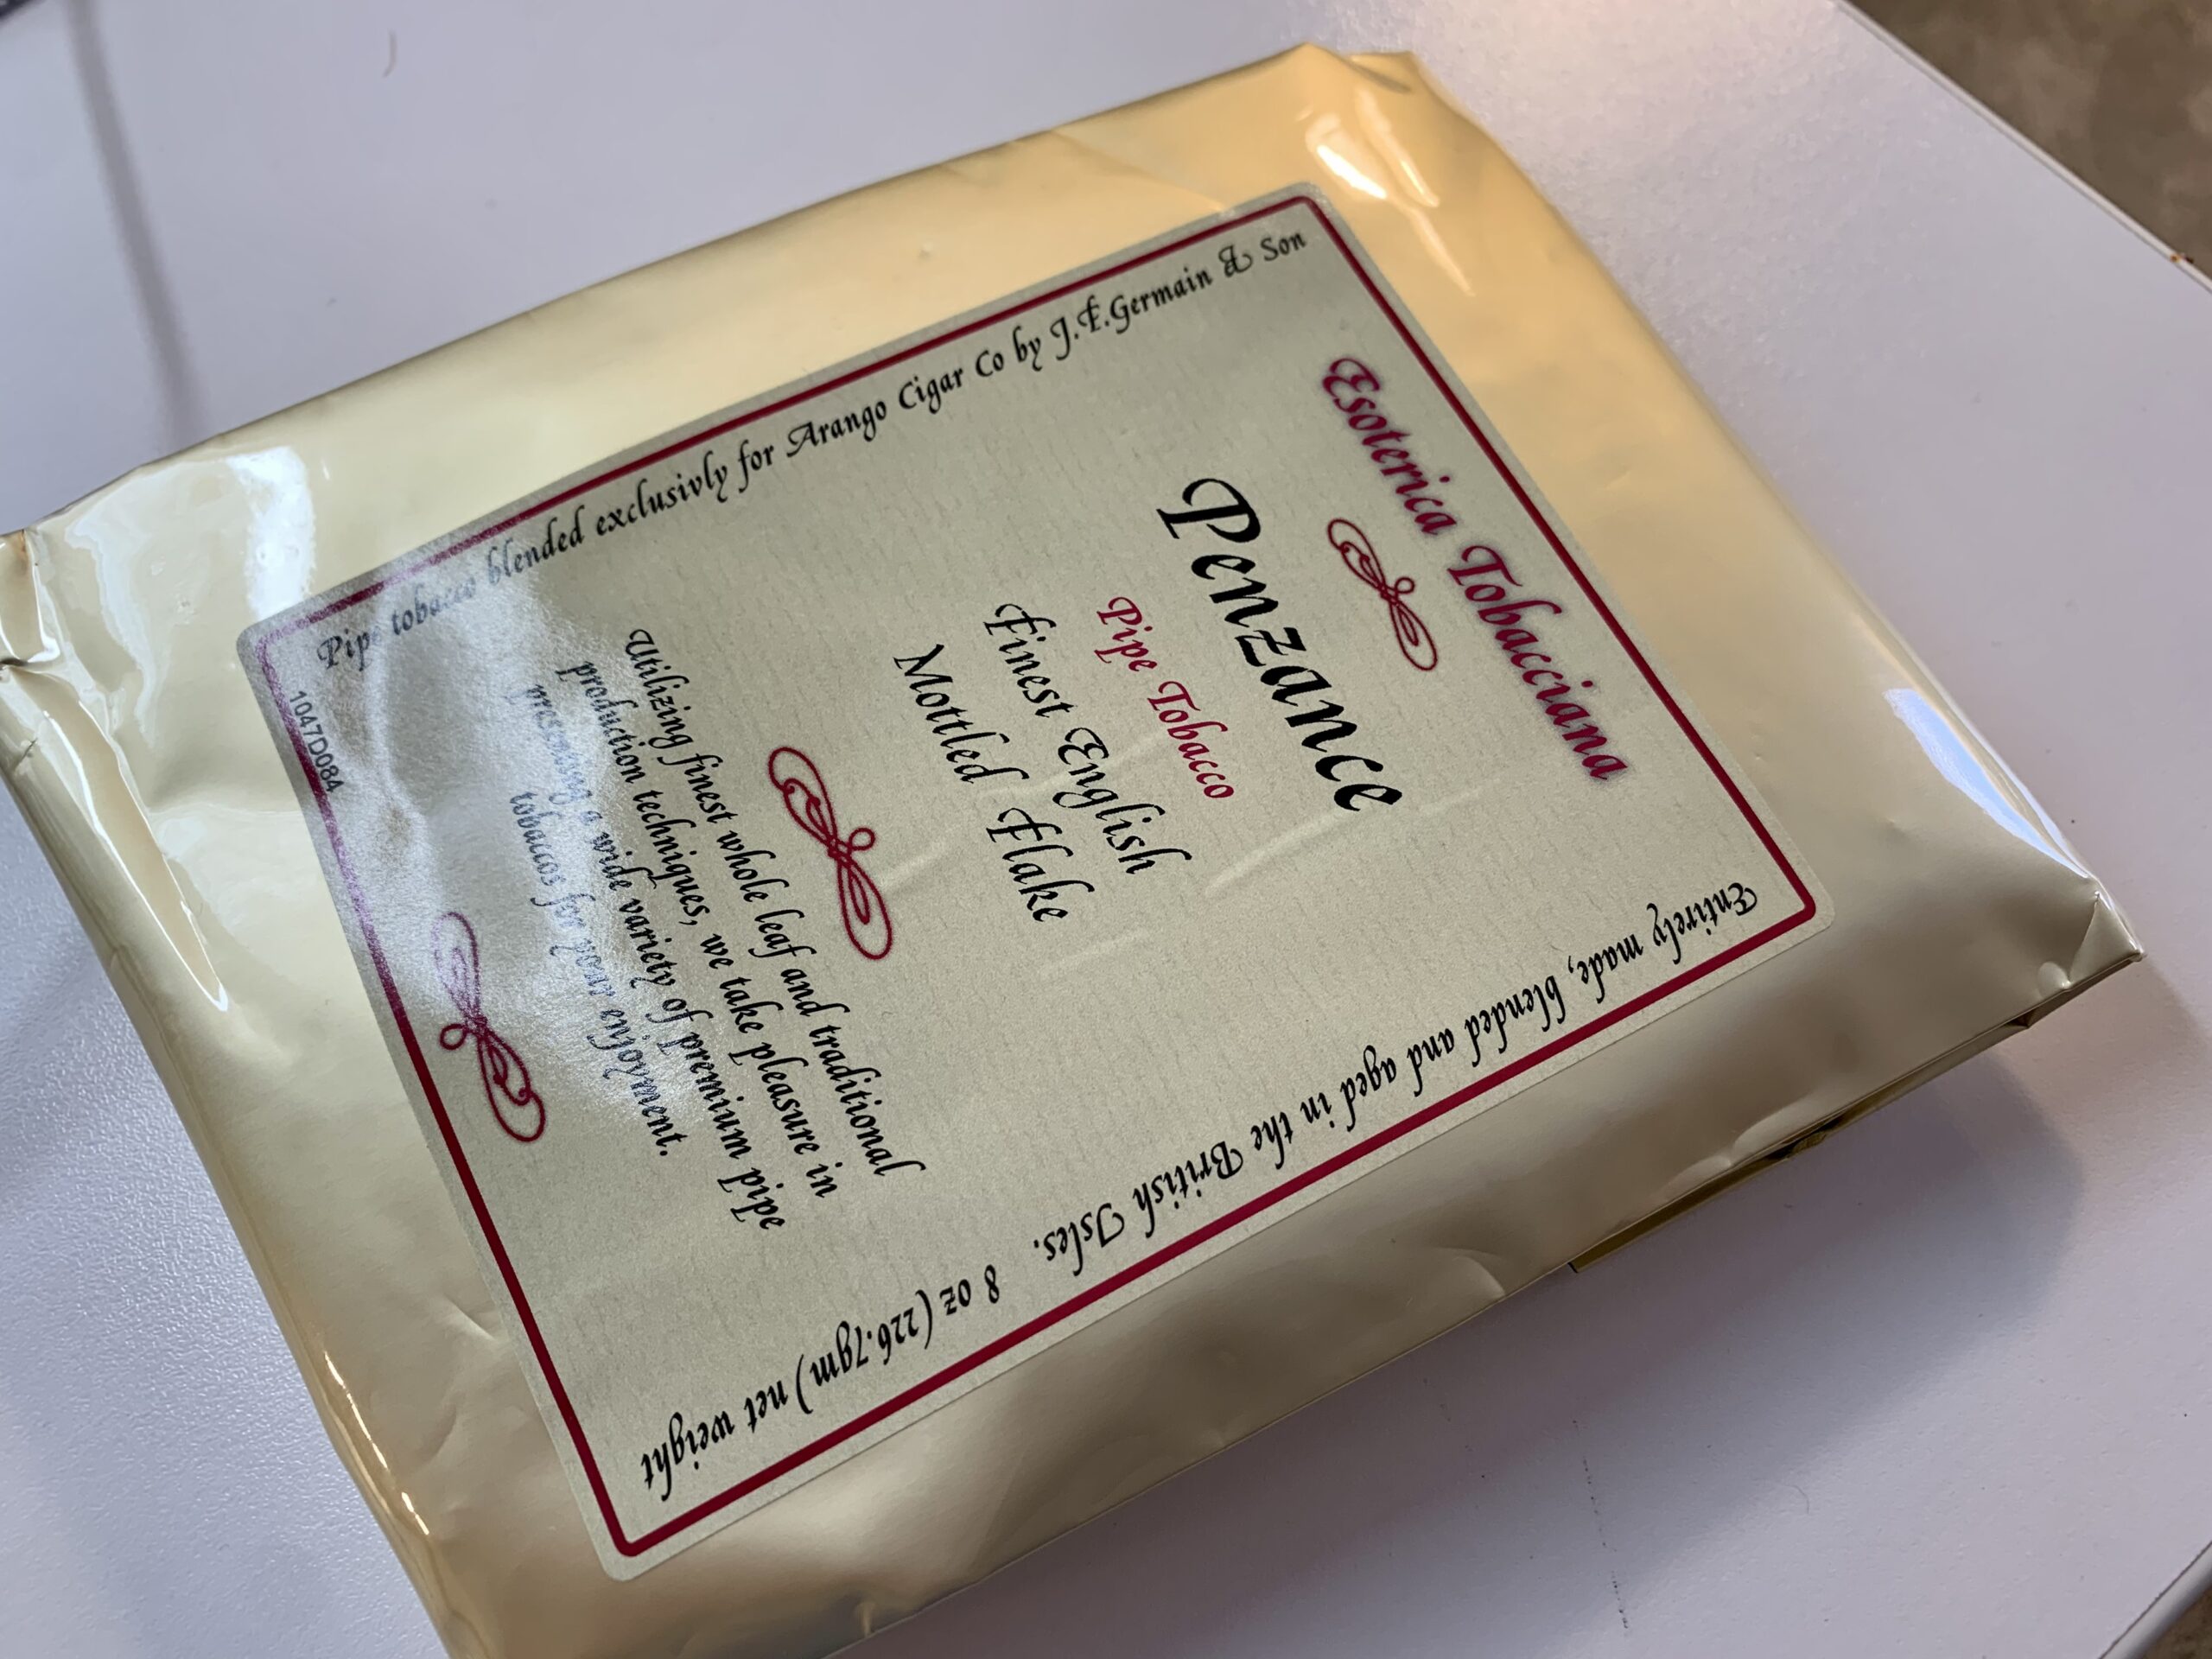 Esoterica Tobacciana
Penzance
Pipe Tobacco
Finest English
Mottled Flake
Utilizing finest whole leaf and traditional
production techniques, we take pleasure in
presenting a wide variety of premium pipe
tobaccos for your enjoyment.
Pipe tobacco blended exclusivly for Arango Cigar Co by J.F.Germain & Son
Entirely made, blended and aged in the British Isles. 8 oz (226.7gm) net weight
1047D084